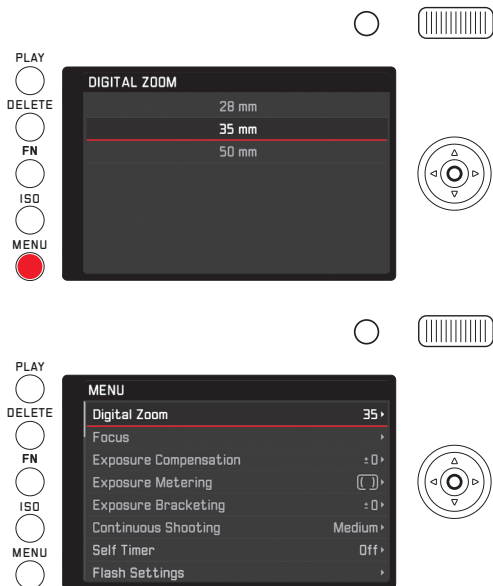 PLAY
DELETE
FN
ISO
MENU
DIGITAL ZOOM
28 mm
35 mm
50 mm
PLAY
DELETE
FN
ISO
MENU
MENU
Digital Zoom 35
Focus
Exposure Compensation ±0
Exposure Metering
Exposure Bracketing ±0
Continuous Shooting Medium
Self Timer Off
Flash Settings